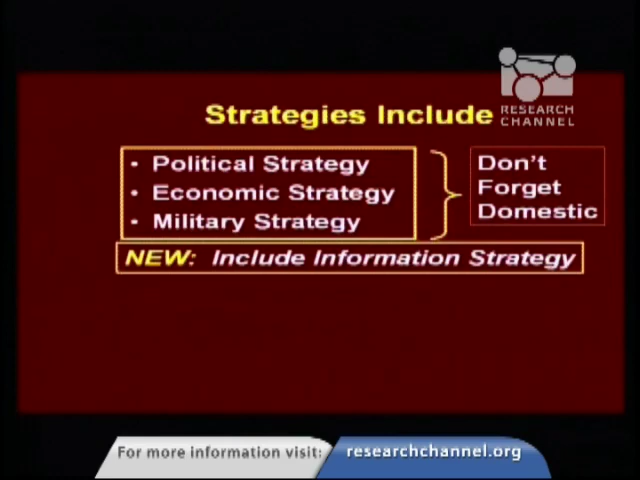 Strategies Include
RESEARCH
CHANNEL
• Political Strategy
• Economic Strategy
• Military Strategy
Don't
Forget
Domestic
NEW: Include Information Strategy
For more information visit:
researchchannel.org